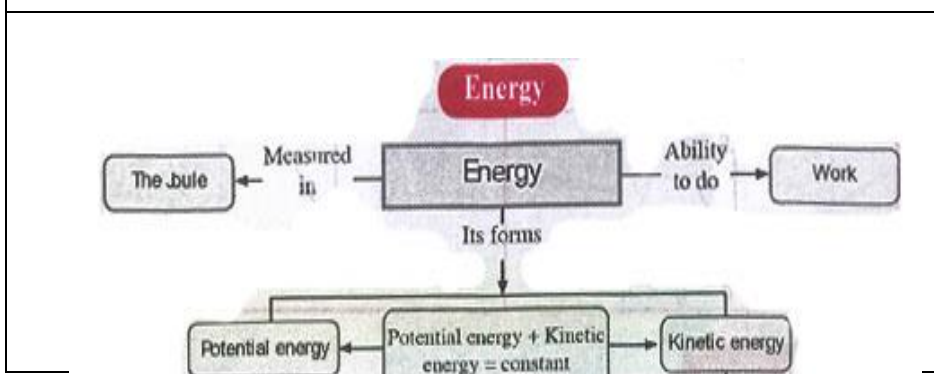 Energy
Measured
in
The Joule
Energy
Ability
to do
Work
Its forms
Potential energy
Potential energy + Kinetic
energy = constant
Kinetic energy